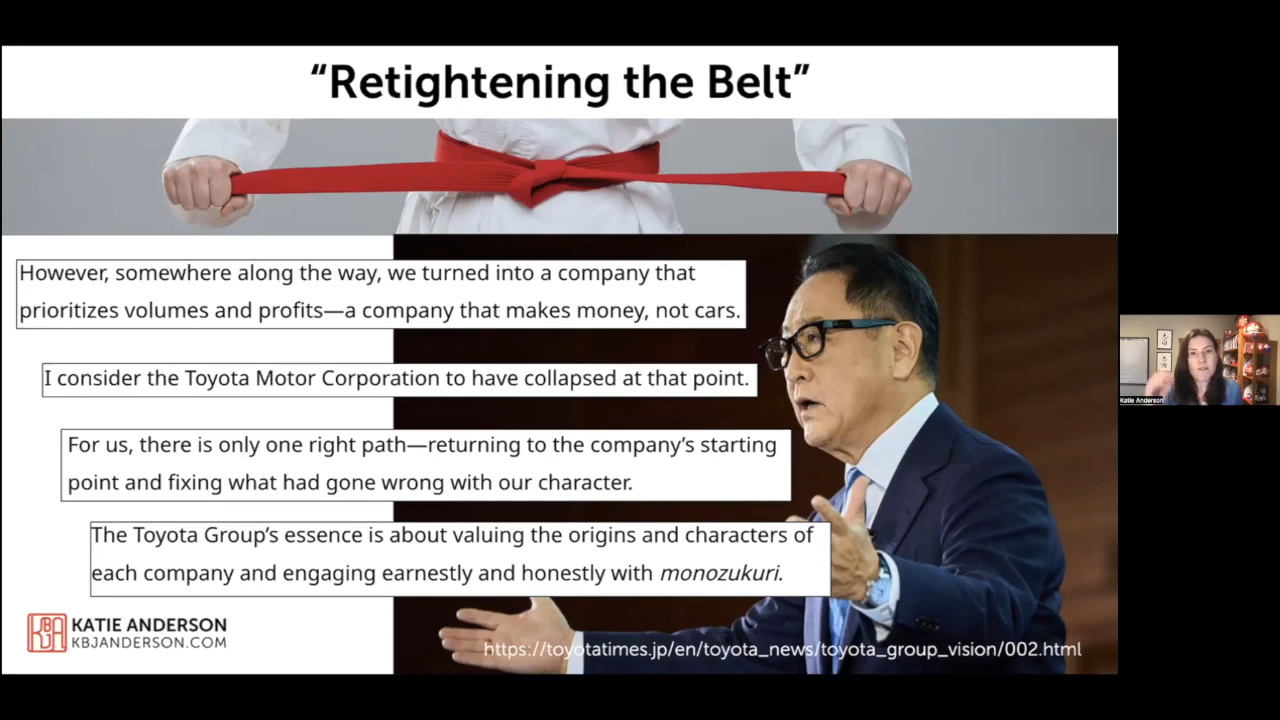 “Retightening the Belt”
However, somewhere along the way, we turned into a company that
prioritizes volumes and profits—a company that makes money, not cars.
I consider the Toyota Motor Corporation to have collapsed at that point.
For us, there is only one right path—returning to the company’s starting
point and fixing what had gone wrong with our character.
The Toyota Group’s essence is about valuing the origins and characters of
each company and engaging earnestly and honestly with monozukuri.
KBJA
KATIE ANDERSON
KBJANDERSON.COM
https://toyotatimes.jp/en/toyota_news/toyota_group_vision/002.html
Katie Anderson